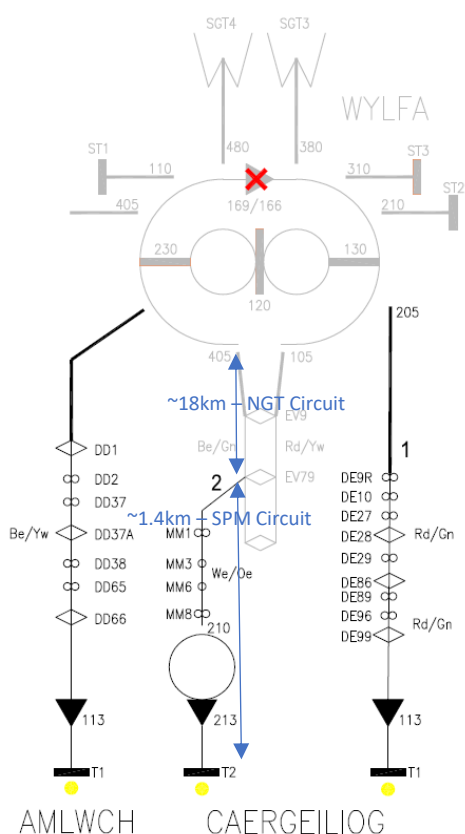 SGT4 SGT3
WYLFA
480 380
ST1 110 310 ST3
405 169/166 210 ST2
230 130
120
205
405 105
~18km – NGT Circuit
EV9
Be/Gn Rd/Yw
1
DD1
2 EV79
DD2 DE9R
DD37 DE10
~1.4km – SPM Circuit
DE27
Be/Yw DD37A MM1 DE28 Rd/Gn
DD38 MM3 DE29
We/Oe
DD65 MM6 DE86
DE89
DD66 MM8 DE96
210 Rd/Gn
DE99
113 213 113
T1 T2 T1
AMLWCH CAERGEILIOG